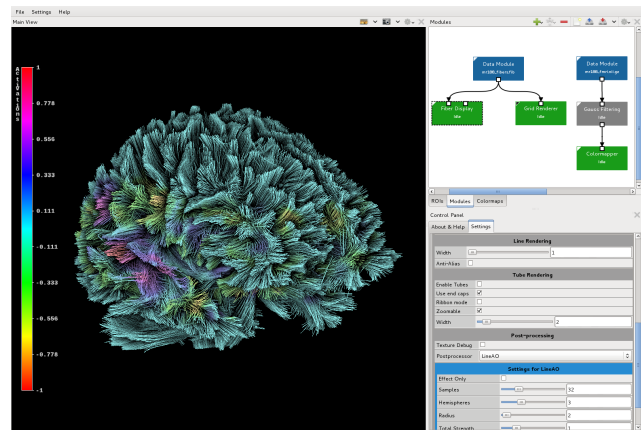 File Settings Help
Main View
Modules
Activations
1
0.778
0.556
0.333
0.111
-0.111
-0.333
-0.556
-0.778
-1
Data Module
Data Module
Fiber Display
Idle
Grid Renderer
Idle
Gauss Filtering
Idle
Colormapper
Idle
ROIs Modules Colormaps
Control Panel
About & Help Settings
Line Rendering
Width 1
Anti-Alias
Tube Rendering
Enable Tubes
Use end caps
Ribbon mode
Zoomable
Width 2
Post-processing
Texture Debug
Postprocessor LineAO
Settings for LineAO
Effect Only
Samples 32
Hemispheres 3
Radius 2
Total Strength 1